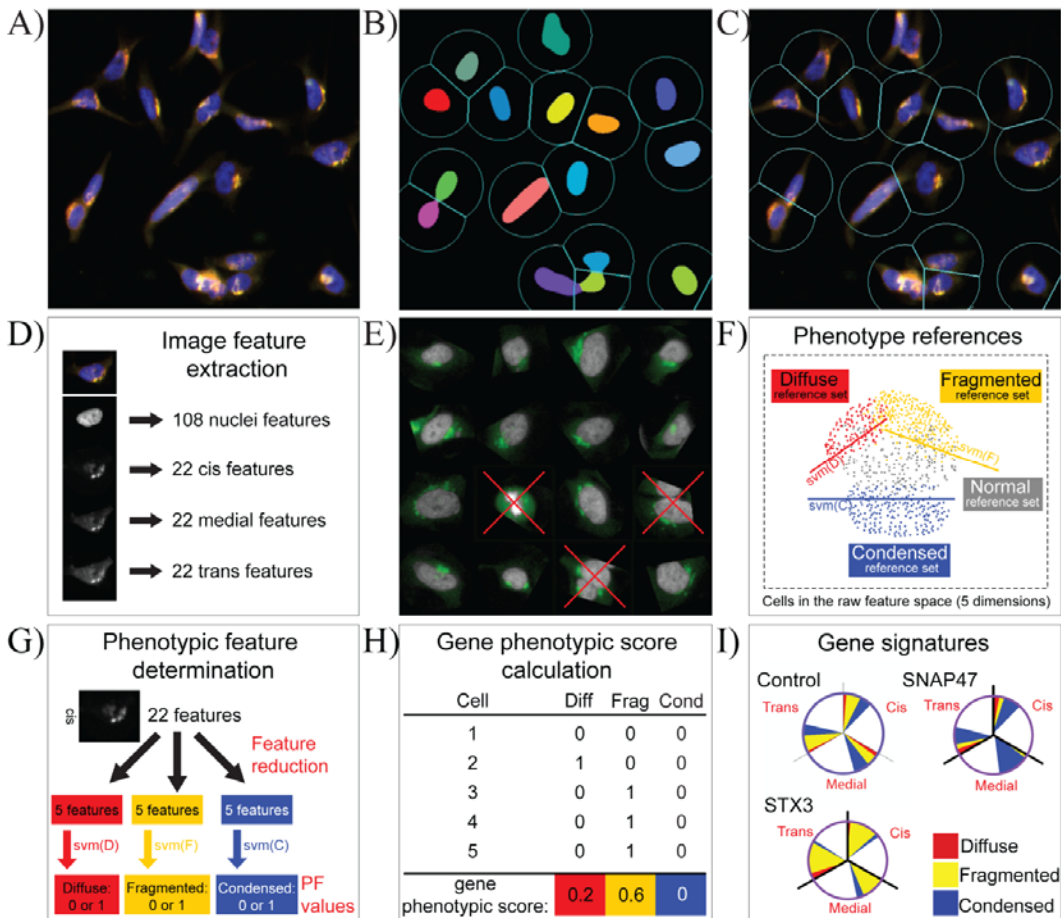 A)
B)
C)
D)
Image feature
extraction
108 nuclei features
22 cis features
22 medial features
22 trans features
E)
F)
Phenotype references
Diffuse
reference set
Fragmented
reference set
svm(D)
svm(F)
Normal
reference set
svm(C)
Condensed
reference set
Cells in the raw feature space (5 dimensions)
G)
Phenotypic feature
determination
cis
22 features
Feature
reduction
5 features
5 features
5 features
svm(D)
svm(F)
svm(C)
Diffuse:
0 or 1
Fragmented:
0 or 1
Condensed:
0 or 1
PF
values
H)
Gene phenotypic score
calculation
Cell Diff Frag Cond
1 0 0 0
2 1 0 0
3 0 1 0
4 0 1 0
5 0 1 0
gene
phenotypic score: 0.2 0.6 0
I)
Gene signatures
Control
Trans
Cis
Medial
SNAP47
Trans
Cis
Medial
STX3
Trans
Cis
Medial
Diffuse
Fragmented
Condensed